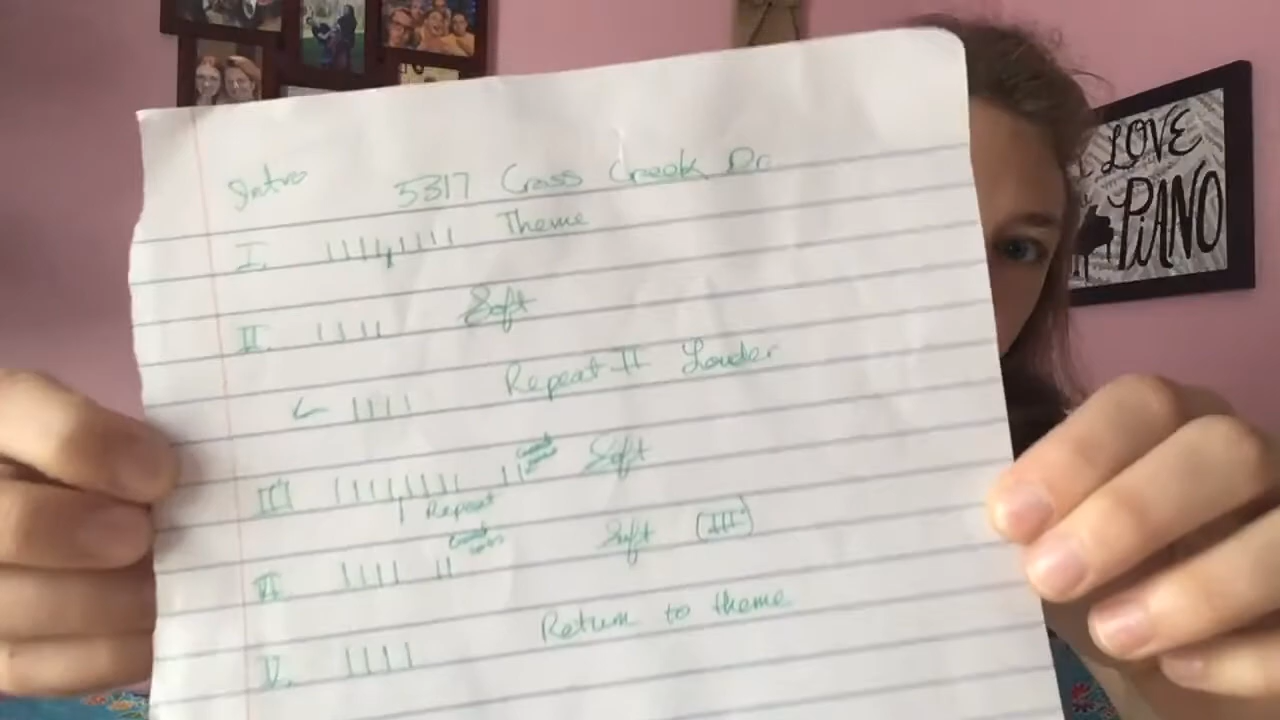 Intro 5317 Cross Creek Dr.
I. |||| |||| Theme
II. |||| Soft
|||| Repeat II Louder
III |||| |||| || Soft
Repeat
|||| || Soft (III)
V. |||| Return to theme
LOVE
PIANO